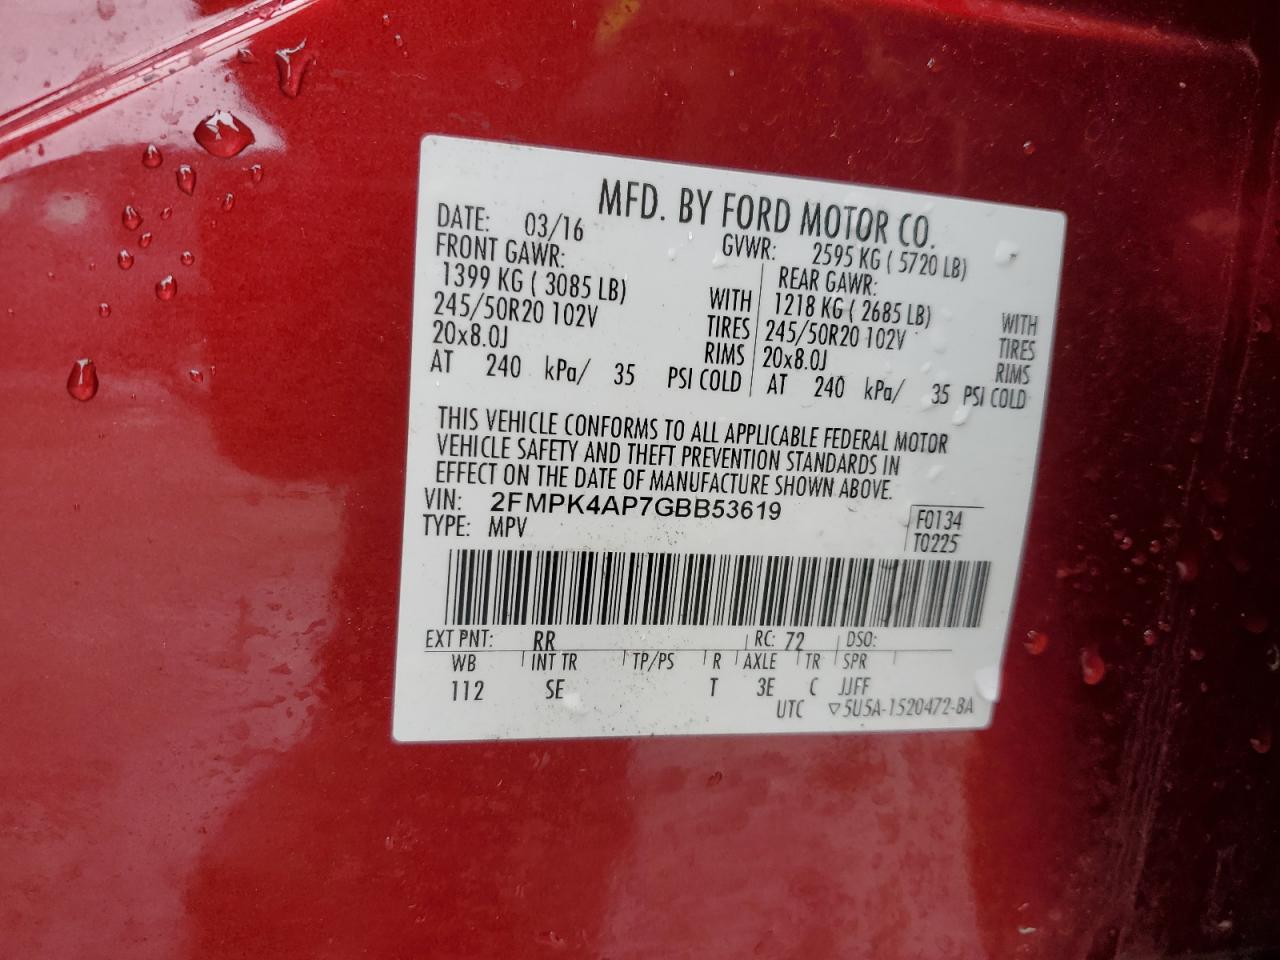 MFD. BY FORD MOTOR CO.
DATE: 03/16 GVWR: 2595 KG ( 5720 LB)
FRONT GAWR: REAR GAWR:
1399 KG ( 3085 LB) WITH 1218 KG ( 2685 LB) WITH
245/50R20 102V TIRES 245/50R20 102V TIRES
20x8.0J RIMS 20x8.0J RIMS
AT 240 kPa/ 35 PSI COLD AT 240 kPa/ 35 PSI COLD
THIS VEHICLE CONFORMS TO ALL APPLICABLE FEDERAL MOTOR
VEHICLE SAFETY AND THEFT PREVENTION STANDARDS IN
EFFECT ON THE DATE OF MANUFACTURE SHOWN ABOVE.
VIN: 2FMPK4AP7GBB53619 F0134
TYPE: MPV T0225
EXT PNT: RR RC: 72 DSO:
WB INT TR TP/PS R AXLE TR SPR
112 SE T 3E C JJFF
UTC ▽5U5A-1520472-BA